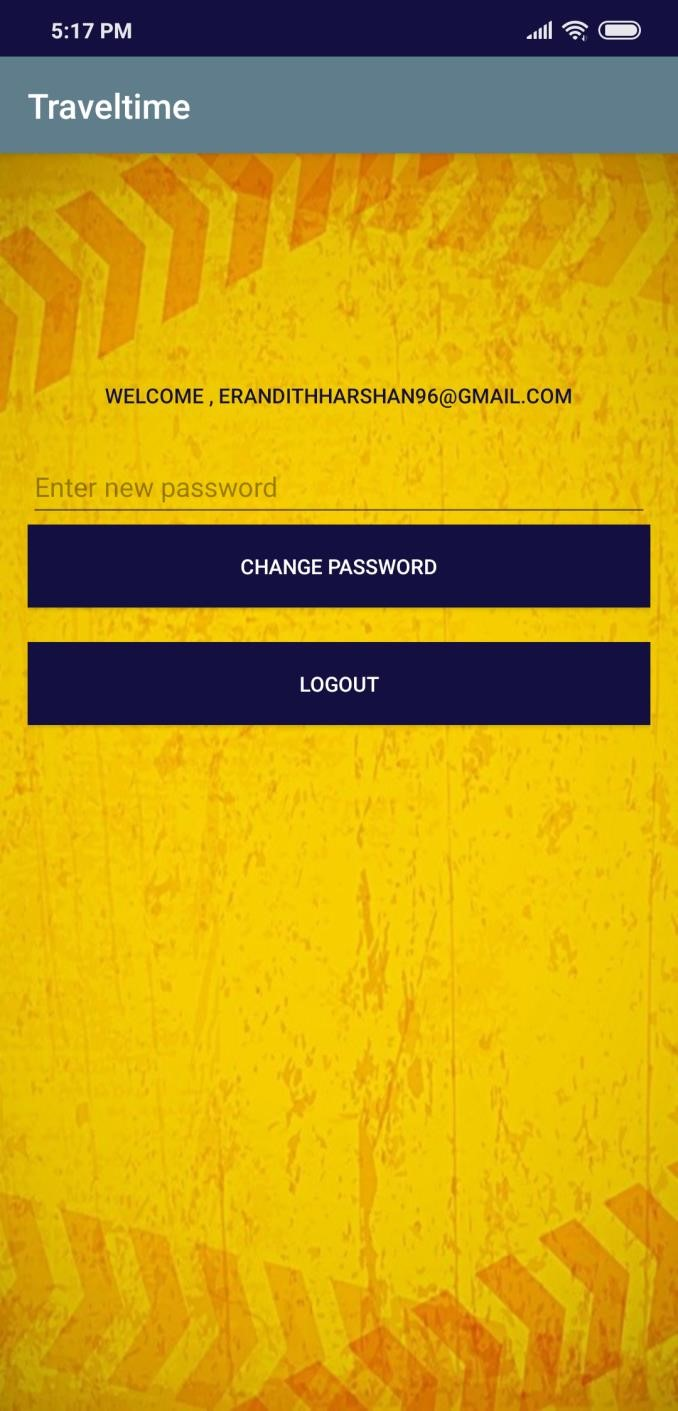 5:17 PM
Traveltime
WELCOME , ERANDITHHARSHAN96@GMAIL.COM
Enter new password
CHANGE PASSWORD
LOGOUT